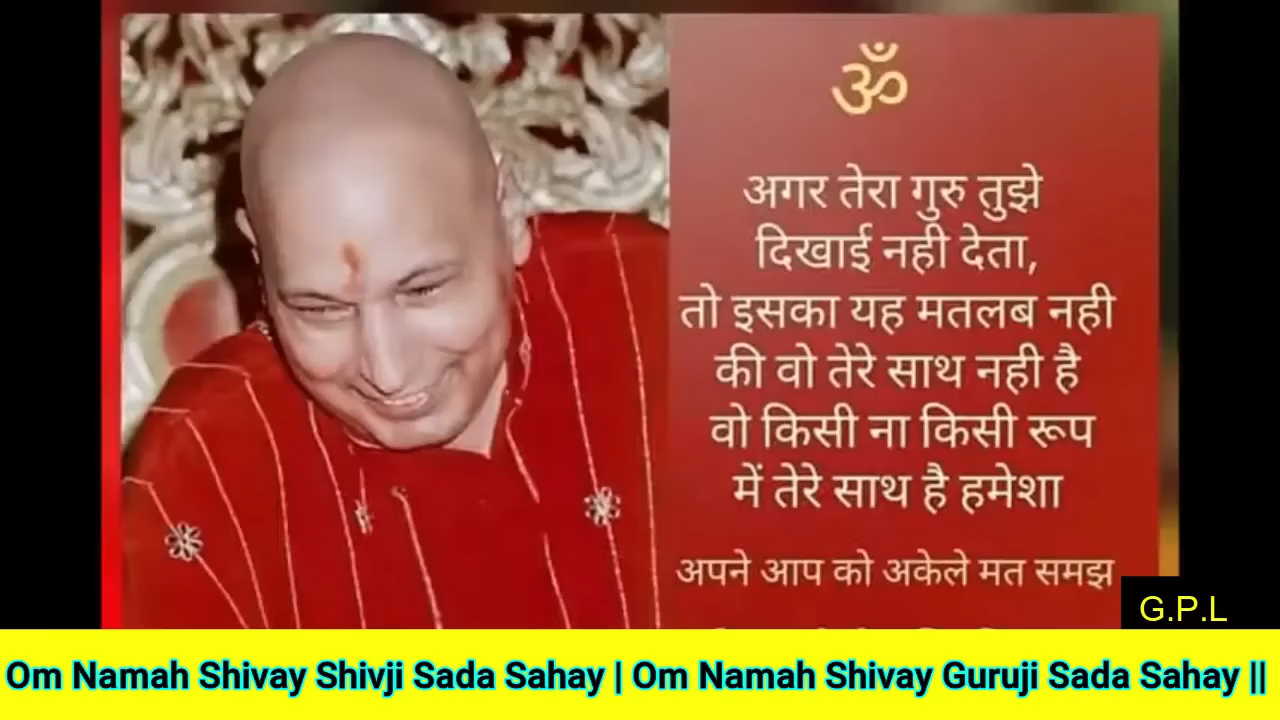 ॐ
अगर तेरा गुरु तुझे
दिखाई नही देता,
तो इसका यह मतलब नही
की वो तेरे साथ नही है
वो किसी ना किसी रूप
में तेरे साथ है हमेशा
अपने आप को अकेले मत समझ
G.P.L
Om Namah Shivay Shivji Sada Sahay | Om Namah Shivay Guruji Sada Sahay ||